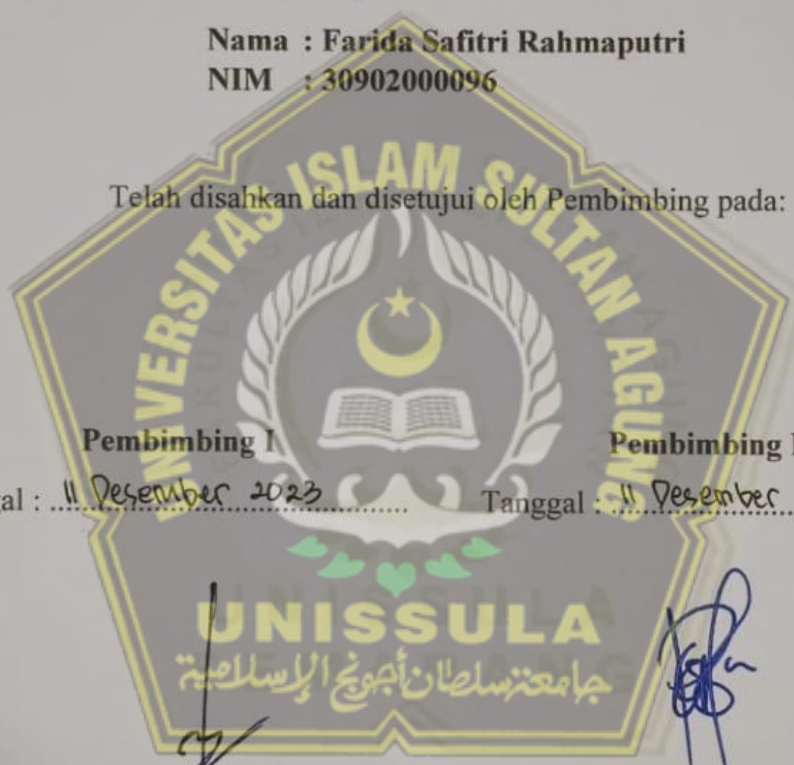 Nama : Farida Safitri Rahmaputri
NIM : 30902000096
Telah disahkan dan disetujui oleh Pembimbing pada:
UNIVERSITAS ISLAM SULTAN AGUNG
Pembimbing I Pembimbing I
al : 11 Desember 2023 Tanggal : 11 Desember
UNISSULA
جامعة سلطان أجونج الإسلامية